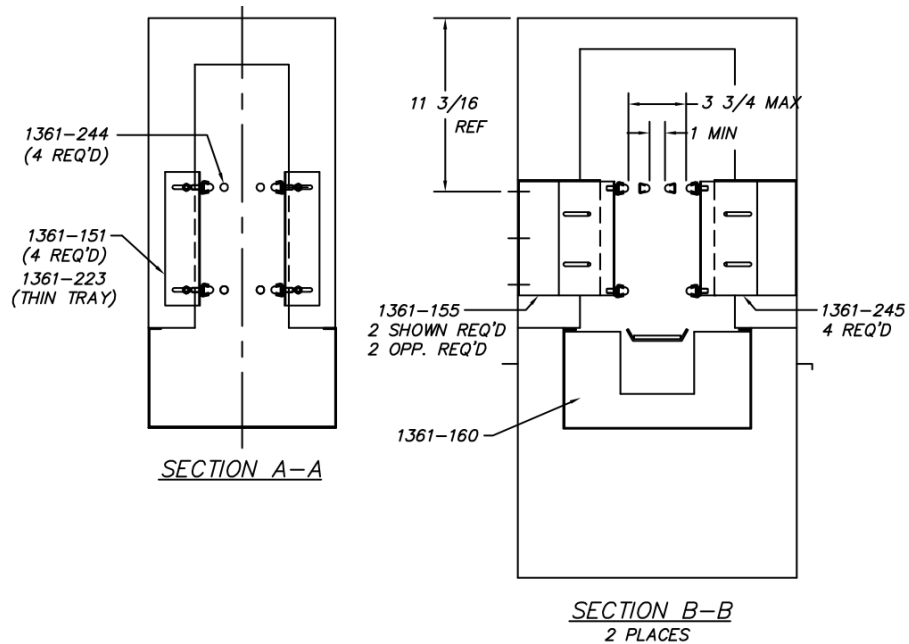 1361-244
(4 REQ'D)
1361-151
(4 REQ'D)
1361-223
(THIN TRAY)
SECTION A-A
11 3/16
REF
3 3/4 MAX
1 MIN
1361-155
2 SHOWN REQ'D
2 OPP. REQ'D
1361-245
4 REQ'D
1361-160
SECTION B-B
2 PLACES